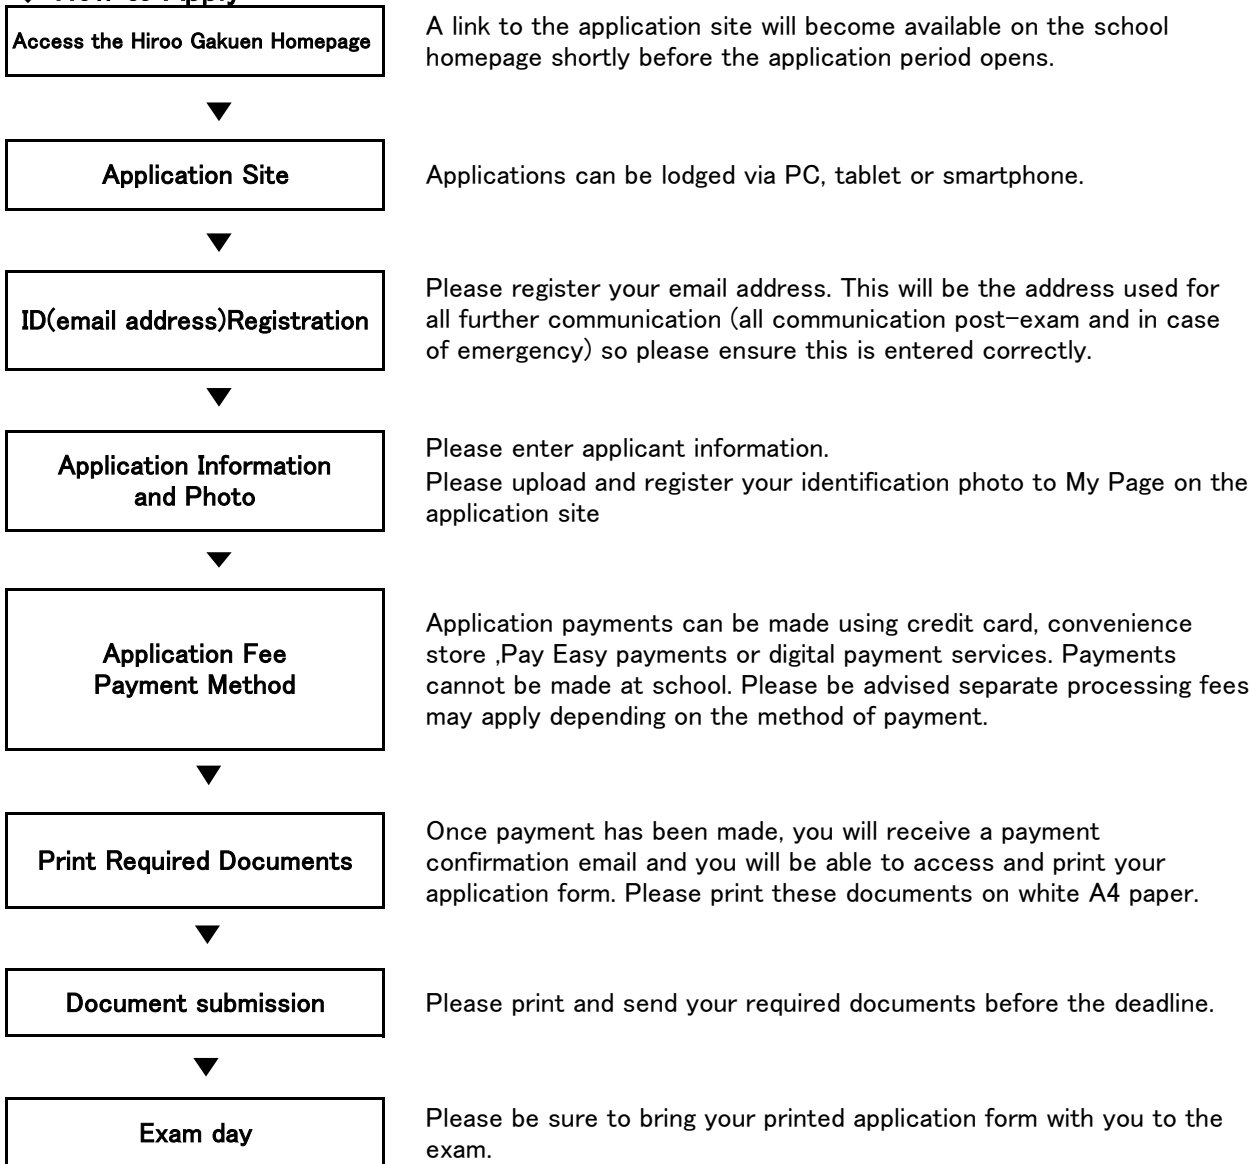 How to Apply
Access the Hiroo Gakuen Homepage
A link to the application site will become available on the school
homepage shortly before the application period opens.
▼
Application Site
Applications can be lodged via PC, tablet or smartphone.
▼
ID(email address)Registration
Please register your email address. This will be the address used for
all further communication (all communication post-exam and in case
of emergency) so please ensure this is entered correctly.
▼
Application Information
and Photo
Please enter applicant information.
Please upload and register your identification photo to My Page on the
application site
▼
Application Fee
Payment Method
Application payments can be made using credit card, convenience
store ,Pay Easy payments or digital payment services. Payments
cannot be made at school. Please be advised separate processing fees
may apply depending on the method of payment.
▼
Print Required Documents
Once payment has been made, you will receive a payment
confirmation email and you will be able to access and print your
application form. Please print these documents on white A4 paper.
▼
Document submission
Please print and send your required documents before the deadline.
▼
Exam day
Please be sure to bring your printed application form with you to the
exam.